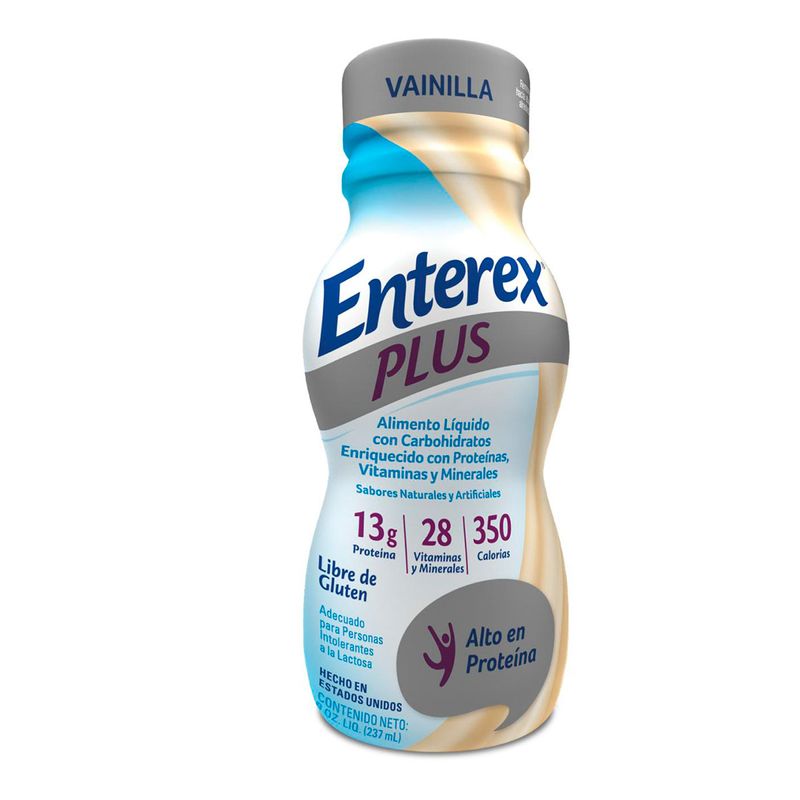 VAINILLA
Enterex
PLUS
Alimento Líquido
con Carbohidratos
Enriquecido con Proteínas,
Vitaminas y Minerales
Sabores Naturales y Artificiales
13g
Proteína
28
Vitaminas
y Minerales
350
Calorías
Libre de
Gluten
Adecuado
para Personas
Intolerantes
a la Lactosa
Alto en
Proteína
HECHO EN
ESTADOS UNIDOS
CONTENIDO NETO:
OZ. LIQ. (237 mL)